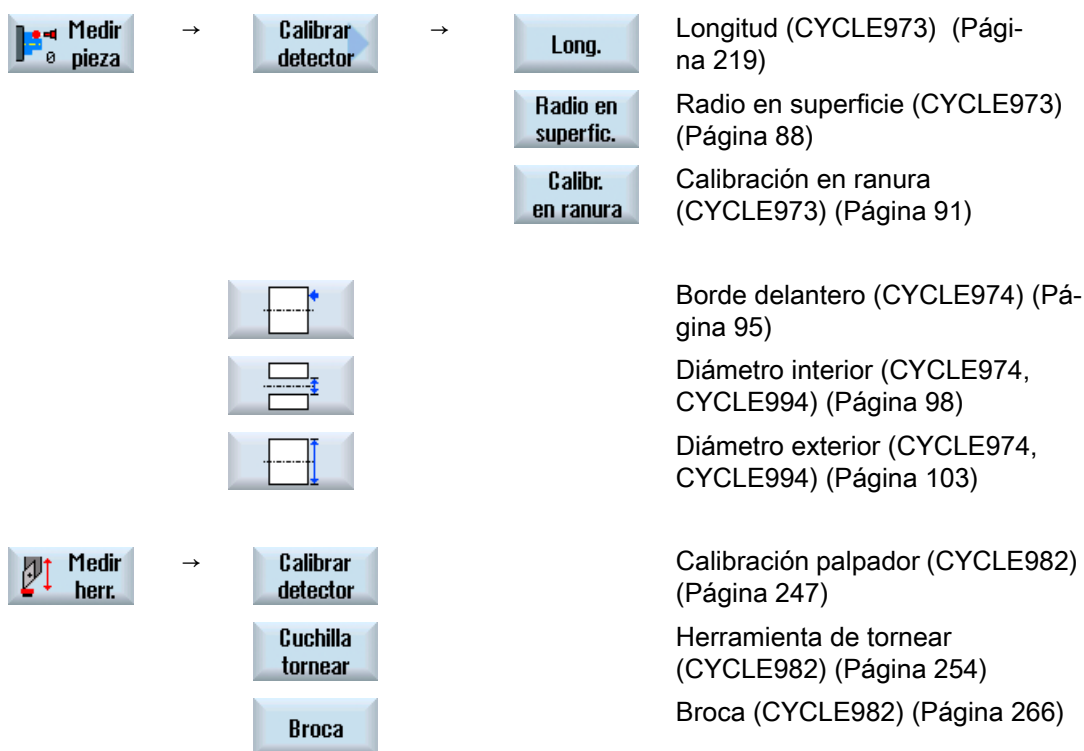 Medir
pieza
0
→
Calibrar
detector
→
Long.
Longitud (CYCLE973) (Pági-
na 219)
Radio en
superfic.
Radio en superficie (CYCLE973)
(Página 88)
Calibr.
en ranura
Calibración en ranura
(CYCLE973) (Página 91)
Borde delantero (CYCLE974) (Pá-
gina 95)
Diámetro interior (CYCLE974,
CYCLE994) (Página 98)
Diámetro exterior (CYCLE974,
CYCLE994) (Página 103)
Medir
herr.
→
Calibrar
detector
Calibración palpador (CYCLE982)
(Página 247)
Cuchilla
tornear
Herramienta de tornear
(CYCLE982) (Página 254)
Broca
Broca (CYCLE982) (Página 266)